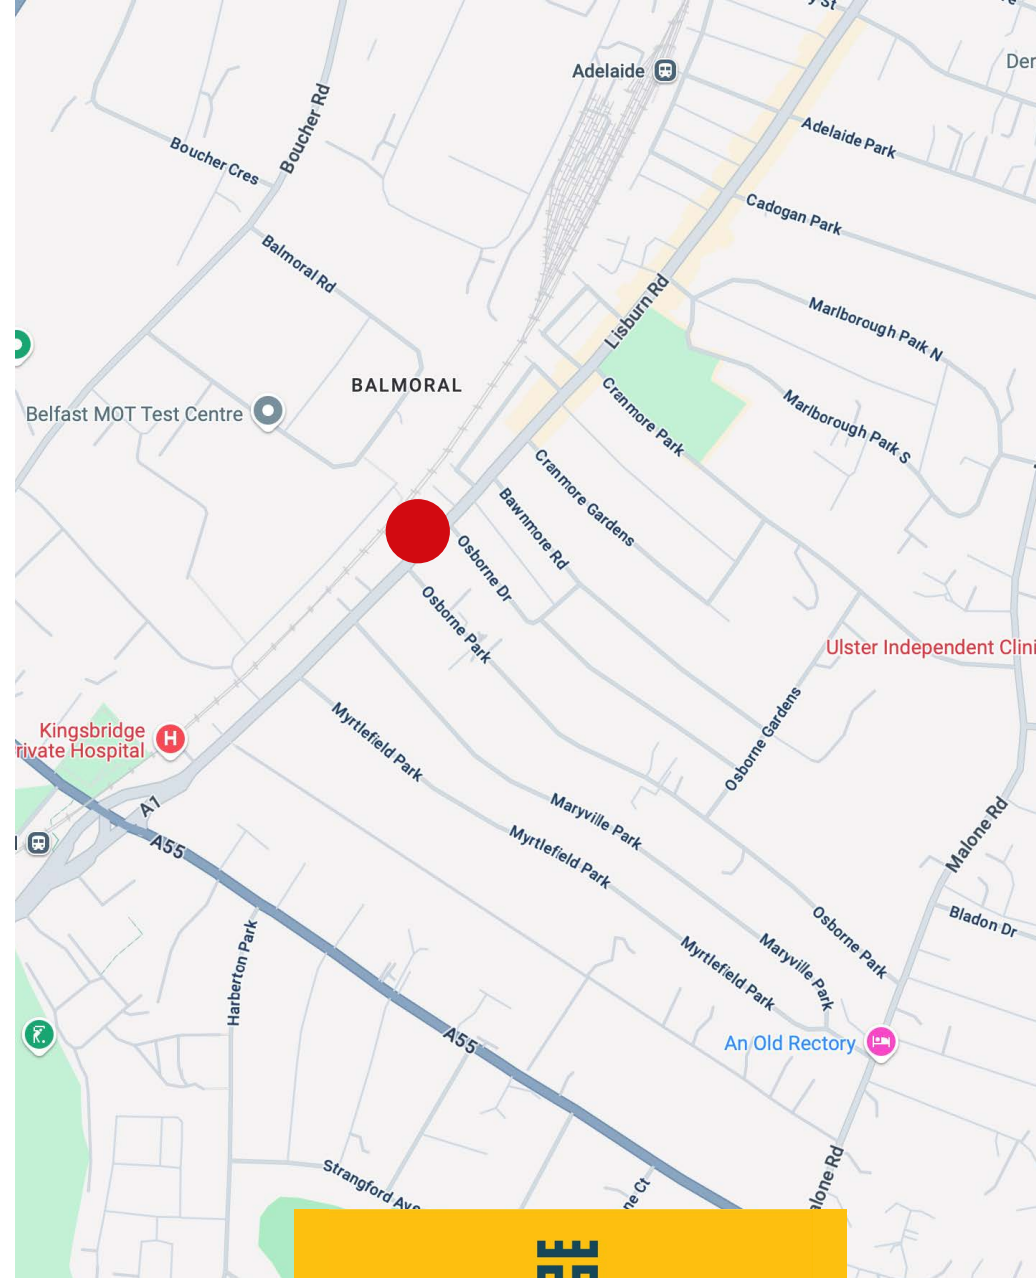 Adelaide
Boucher Rd
Adelaide Park
Boucher Cres
Cadogan Park
Balmoral Rd
Lisburn Rd
Marlborough Park N
BALMORAL
Belfast MOT Test Centre
Cranmore Park
Marlborough Park S
Cranmore Gardens
Bawnmore Rd
Osborne Dr
Osborne Park
Ulster Independent Clini
Kingsbridge
rivate Hospital
H
Myrtlefield Park
Osborne Gardens
A1
A55
Maryville Park
Myrtlefield Park
Malone Rd
Bladon Dr
Osborne Park
Harberton Park
Maryville Park
Myrtlefield Park
A55
An Old Rectory
Strangford Ave
alone Rd
ne Ct